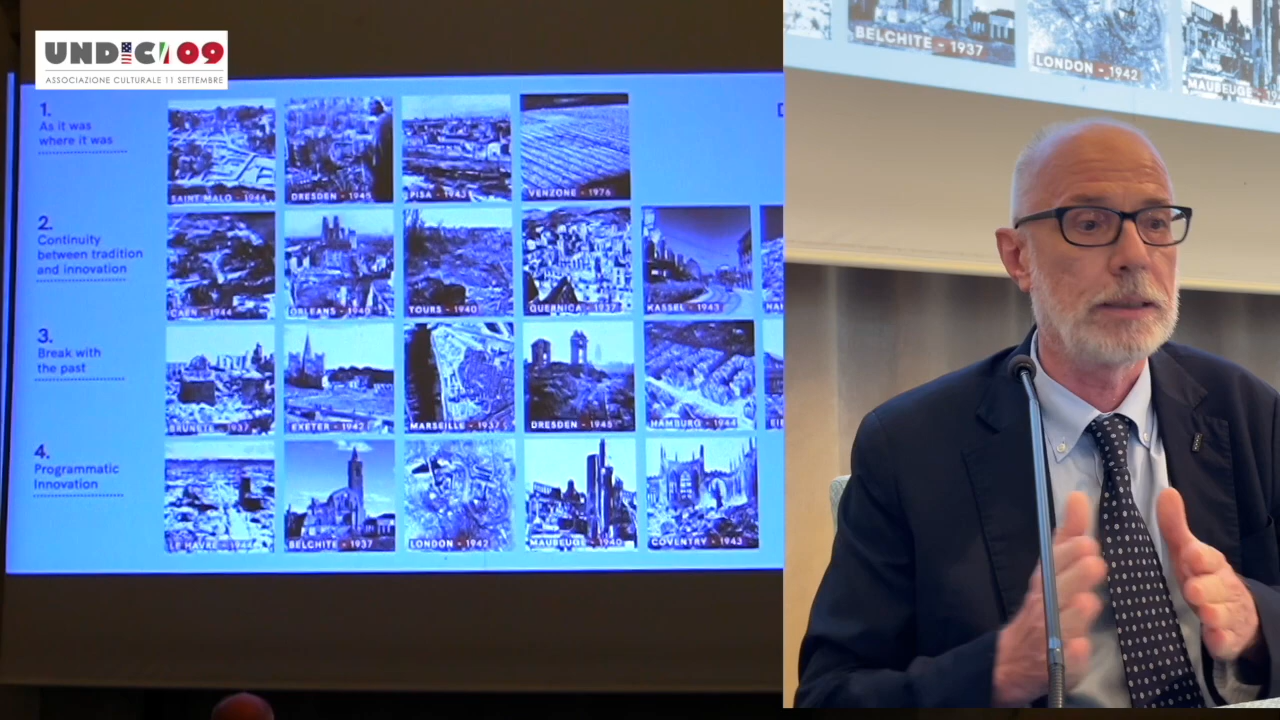 UNDICI09
ASSOCIAZIONE CULTURALE 11 SETTEMBRE
1.
As it was
where it was
SAINT MALO - 1944
DRESDEN - 1945
PISA - 1943
VENZONE - 1976
2.
Continuity
between tradition
and innovation
CAEN - 1944
ORLEANS - 1940
TOURS - 1940
GUERNICA - 1937
KASSEL - 1943
3.
Break with
the past
BRUNETE - 1937
EXETER - 1942
MARSEILLE - 1937
DRESDEN - 1945
HAMBURG - 1944
4.
Programmatic
Innovation
LE HAVRE - 1944
BELCHITE - 1937
LONDON - 1942
MAUBEUGE - 1940
COVENTRY - 1943
BELCHITE - 1937
LONDON - 1942
MAUBEUGE